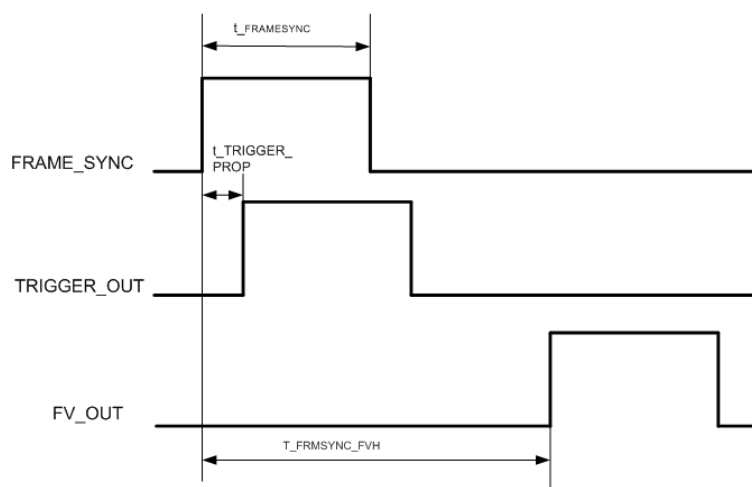 t_FRAMESYNC
FRAME_SYNC
t_TRIGGER_
PROP
TRIGGER_OUT
FV_OUT
T_FRMSYNC_FVH